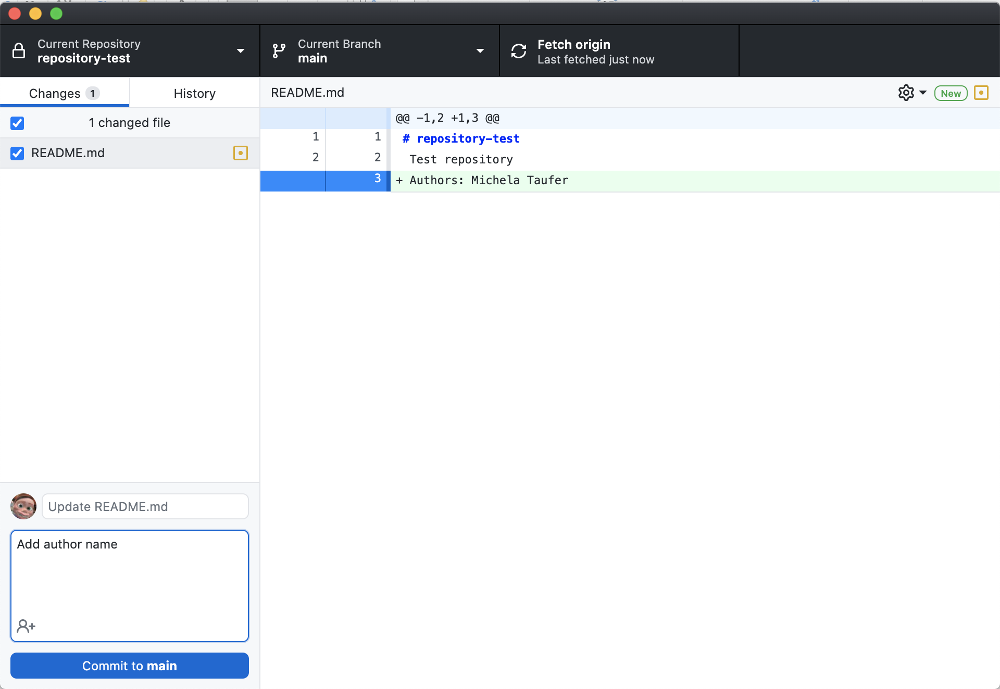 Current Repository
repository-test
Current Branch
main
Fetch origin
Last fetched just now
Changes 1
History
README.md
New
1 changed file
README.md
@@ -1,2 +1,3 @@
1 1 # repository-test
2 2 Test repository
3 + Authors: Michela Taufer
Update README.md
Add author name
Commit to main